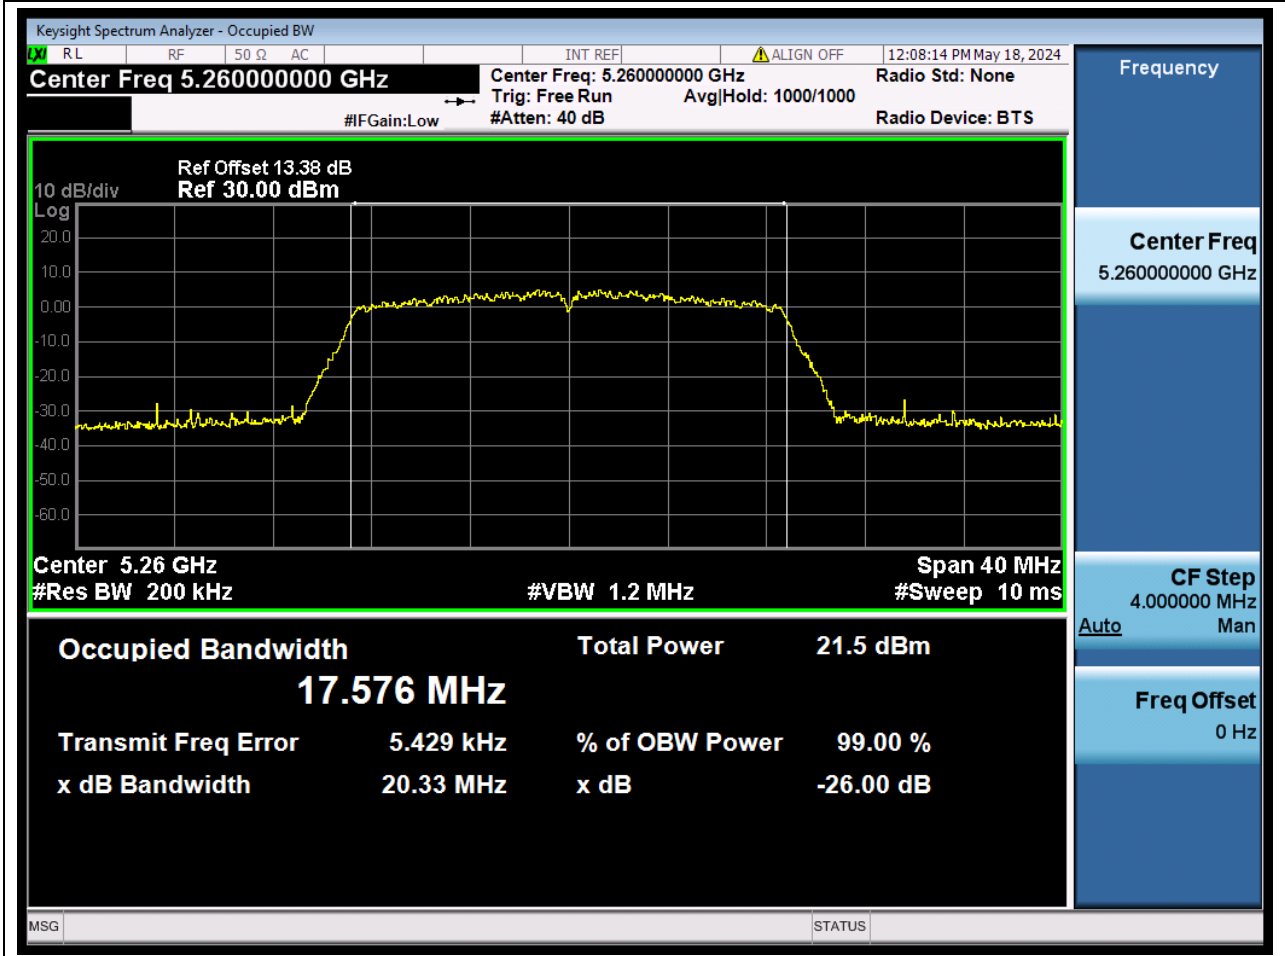 Keysight Spectrum Analyzer - Occupied BW
LXI RL RF 50 Ω AC INT REF ALIGN OFF 12:08:14 PM May 18, 2024
Center Freq 5.260000000 GHz
Center Freq: 5.260000000 GHz Radio Std: None
Trig: Free Run Avg|Hold: 1000/1000
#IFGain:Low #Atten: 40 dB Radio Device: BTS
Ref Offset 13.38 dB
10 dB/div Ref 30.00 dBm
Log
20.0
10.0
0.00
-10.0
-20.0
-30.0
-40.0
-50.0
-60.0
Center 5.26 GHz Span 40 MHz
#Res BW 200 kHz #VBW 1.2 MHz #Sweep 10 ms
Occupied Bandwidth Total Power 21.5 dBm
17.576 MHz
Transmit Freq Error 5.429 kHz % of OBW Power 99.00 %
x dB Bandwidth 20.33 MHz x dB -26.00 dB
MSG STATUS
Frequency
Center Freq
5.260000000 GHz
CF Step
4.000000 MHz
Auto Man
Freq Offset
0 Hz